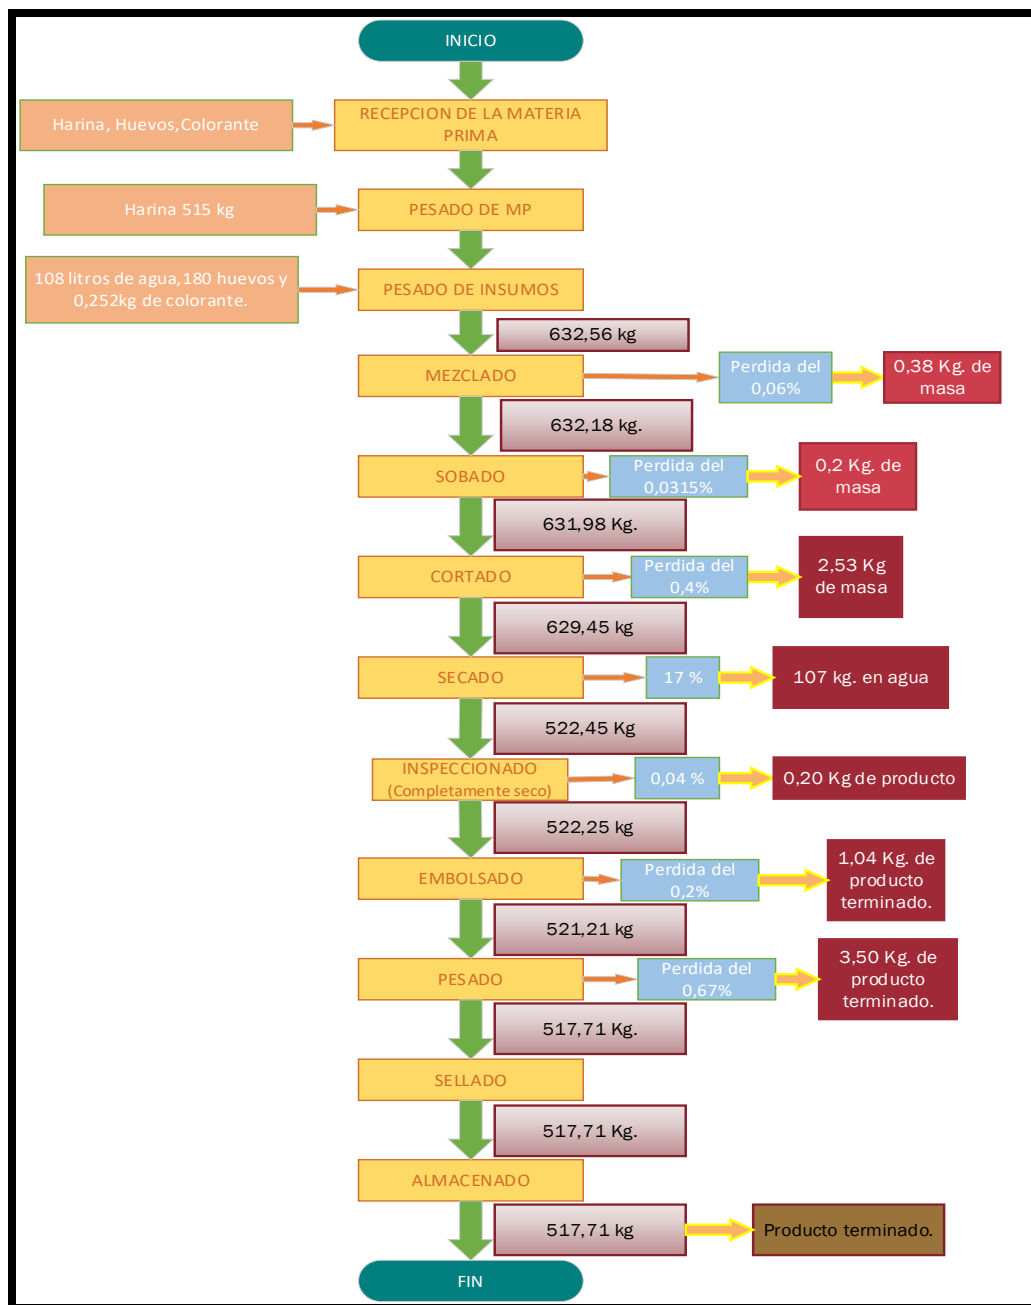 INICIO
Harina, Huevos,Colorante
RECEPCION DE LA MATERIA
PRIMA
Harina 515 kg
PESADO DE MP
108 litros de agua,180 huevos y
0,252kg de colorante.
PESADO DE INSUMOS
632,56 kg
MEZCLADO
Perdida del
0,06%
0,38 Kg. de
masa
632,18 kg.
SOBADO
Perdida del
0,0315%
0,2 Kg. de
masa
631,98 Kg.
CORTADO
Perdida del
0,4%
2,53 Kg
de masa
629,45 kg
SECADO
17 %
107 kg. en agua
522,45 Kg
INSPECCIONADO
(Completamente seco)
0,04 %
0,20 Kg de producto
522,25 kg
EMBOLSADO
Perdida del
0,2%
1,04 Kg. de
producto
terminado.
521,21 kg
PESADO
Perdida del
0,67%
3,50 Kg. de
producto
terminado.
517,71 Kg.
SELLADO
517,71 Kg.
ALMACENADO
517,71 kg
Producto terminado.
FIN